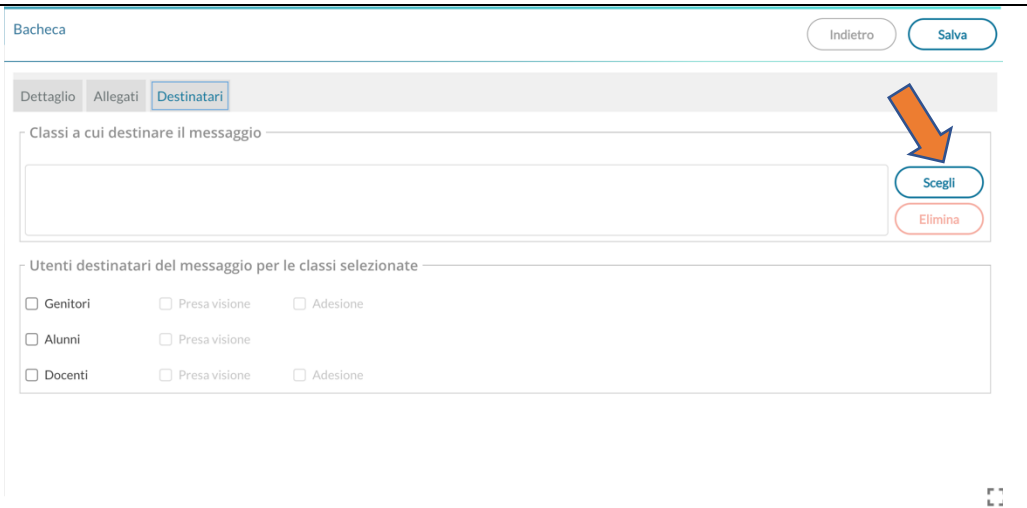 Bacheca
Indietro Salva
Dettaglio Allegati Destinatari
Classi a cui destinare il messaggio
Scegli
Elimina
Utenti destinatari del messaggio per le classi selezionate
Genitori Presa visione Adesione
Alunni Presa visione
Docenti Presa visione Adesione